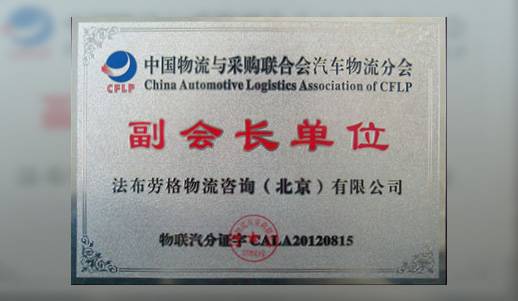 中国物流与采购联合会汽车物流分会
CFLP
China Automotive Logistics Association of CFLP
副会长单位
法布劳格物流咨询（北京）有限公司
物联汽分证字 CALA20120815